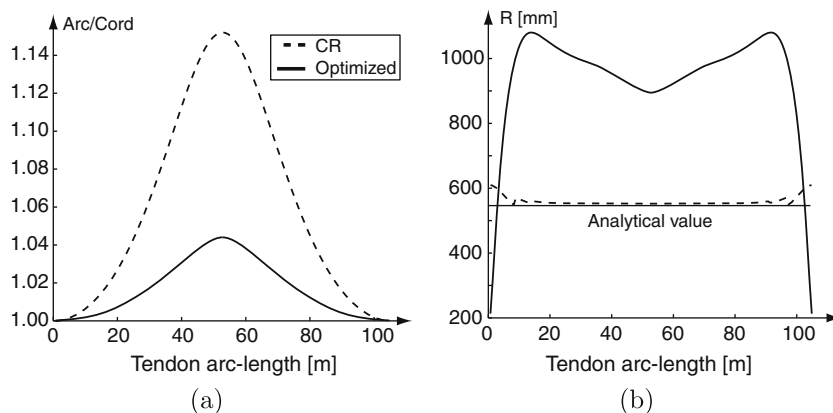 Arc/Cord
1.14
1.12
1.10
1.08
1.06
1.04
1.02
1.00
0 20 40 60 80 100
Tendon arc-length [m]
CR
Optimized
(a)
R [mm]
1000
800
600
400
200
0 20 40 60 80 100
Analytical value
Tendon arc-length [m]
(b)